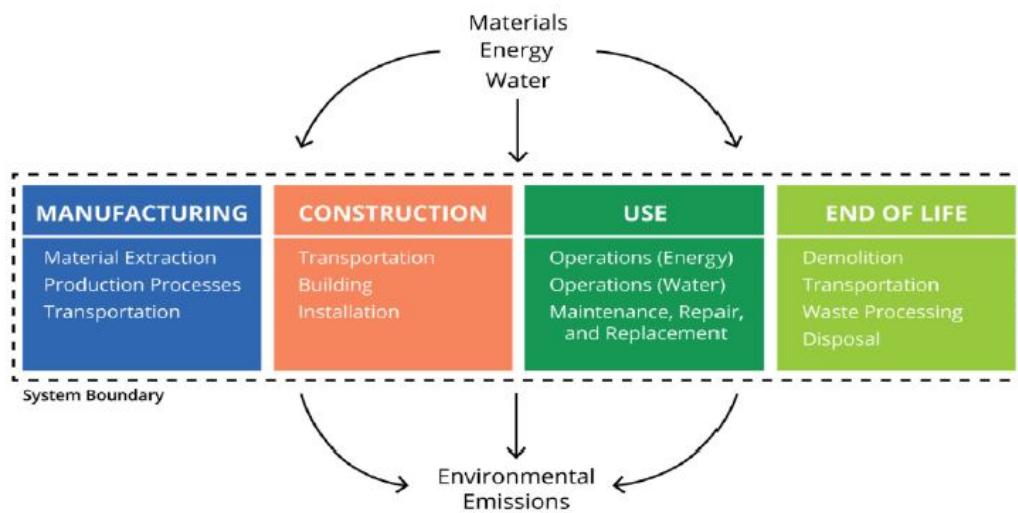 Materials
Energy
Water
MANUFACTURING
Material Extraction
Production Processes
Transportation
CONSTRUCTION
Transportation
Building
Installation
USE
Operations (Energy)
Operations (Water)
Maintenance, Repair,
and Replacement
END OF LIFE
Demolition
Transportation
Waste Processing
Disposal
System Boundary
Environmental
Emissions